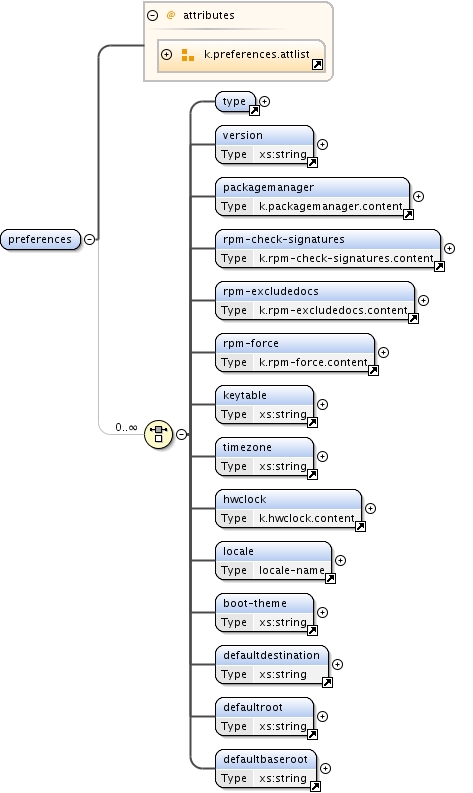 @ attributes
k.preferences.attlist
type
version
Type xs:string
packagemanager
Type k.packagemanager.content
rpm-check-signatures
Type k.rpm-check-signatures.content
preferences
rpm-excludedocs
Type k.rpm-excludedocs.content
rpm-force
Type k.rpm-force.content
keytable
Type xs:string
0..∞
timezone
Type xs:string
hwclock
Type k.hwclock.content
locale
Type locale-name
boot-theme
Type xs:string
defaultdestination
Type xs:string
defaultroot
Type xs:string
defaultbaseroot
Type xs:string